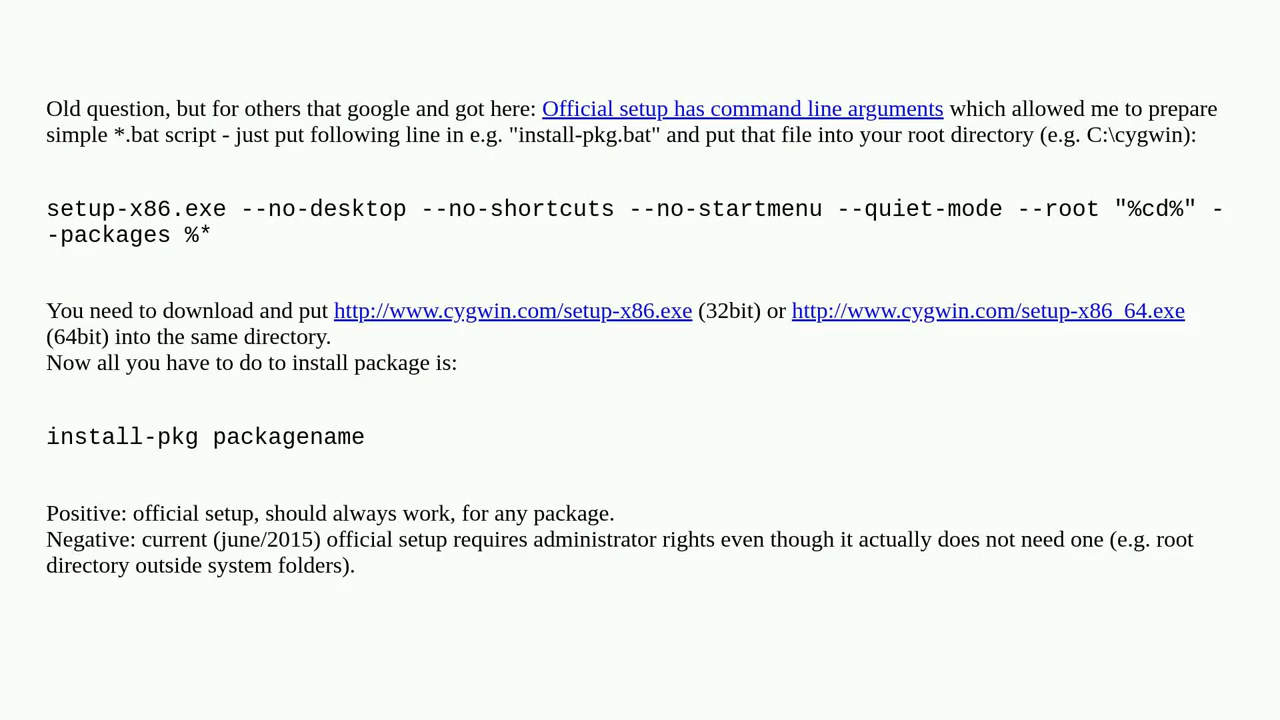 Old question, but for others that google and got here: Official setup has command line arguments which allowed me to prepare
simple *.bat script - just put following line in e.g. "install-pkg.bat" and put that file into your root directory (e.g. C:\cygwin):
setup-x86.exe --no-desktop --no-shortcuts --no-startmenu --quiet-mode --root "%cd%" -
-packages %*
You need to download and put http://www.cygwin.com/setup-x86.exe (32bit) or http://www.cygwin.com/setup-x86_64.exe
(64bit) into the same directory.
Now all you have to do to install package is:
install-pkg packagename
Positive: official setup, should always work, for any package.
Negative: current (june/2015) official setup requires administrator rights even though it actually does not need one (e.g. root
directory outside system folders).